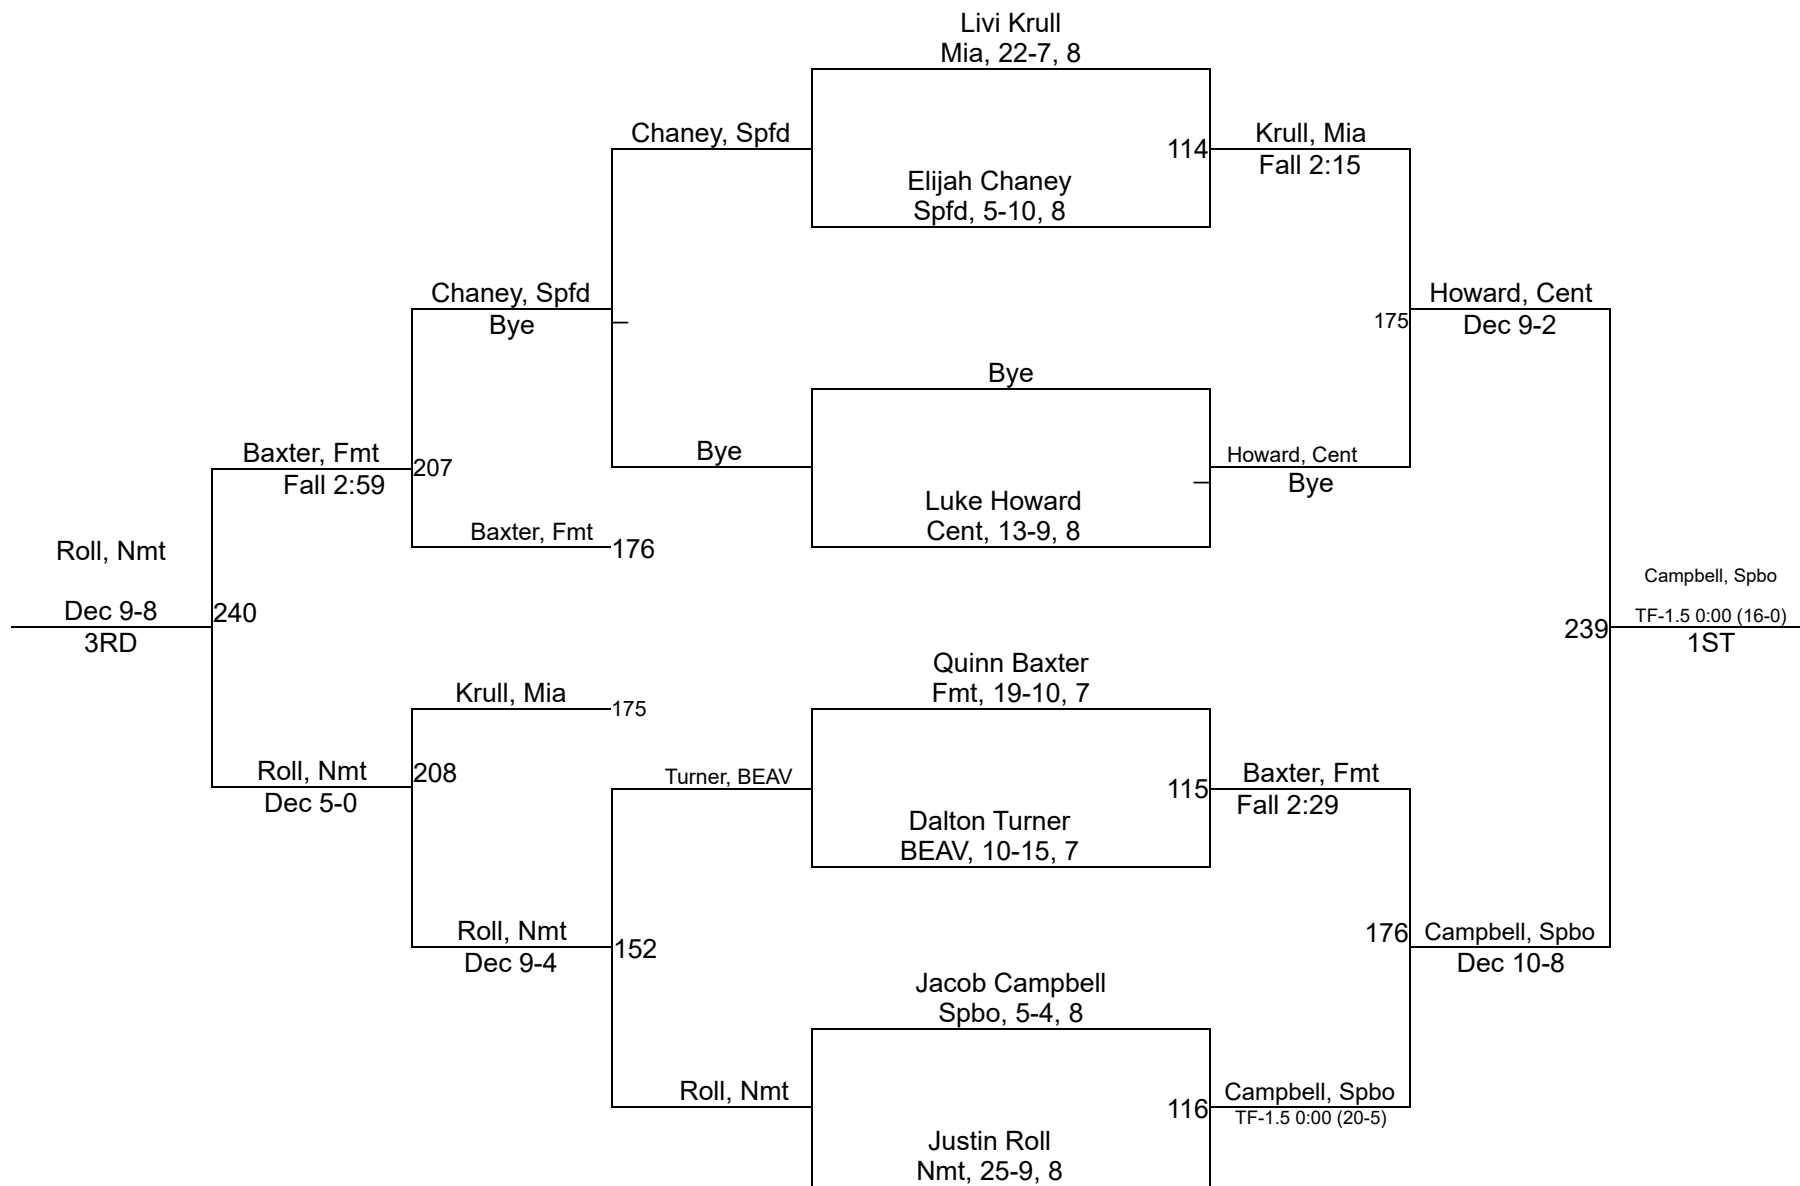 Livi Krull
Mia, 22-7, 8
Chaney, Spfd
114
Krull, Mia
Fall 2:15
Elijah Chaney
Spfd, 5-10, 8
Chaney, Spfd
Bye
175
Howard, Cent
Dec 9-2
Bye
Baxter, Fmt
Fall 2:59
207
Bye
Howard, Cent
Bye
Luke Howard
Cent, 13-9, 8
Baxter, Fmt
176
Roll, Nmt
Dec 9-8
3RD
240
Campbell, Spbo
TF-1.5 0:00 (16-0)
1ST
239
Quinn Baxter
Fmt, 19-10, 7
Krull, Mia
175
Roll, Nmt
Dec 5-0
208
Turner, BEAV
115
Baxter, Fmt
Fall 2:29
Dalton Turner
BEAV, 10-15, 7
Roll, Nmt
Dec 9-4
152
176
Campbell, Spbo
Dec 10-8
Jacob Campbell
Spbo, 5-4, 8
Roll, Nmt
116
Campbell, Spbo
TF-1.5 0:00 (20-5)
Justin Roll
Nmt, 25-9, 8